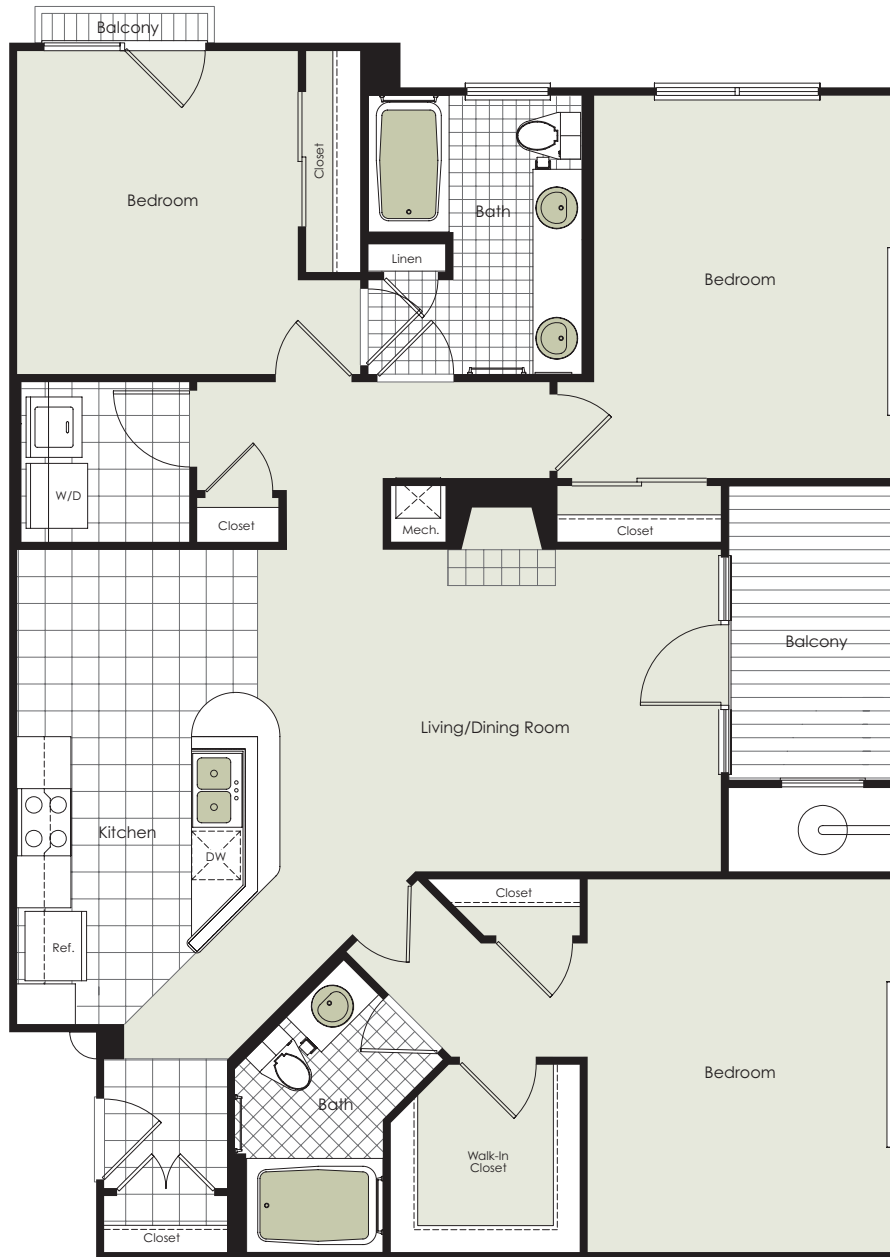 Balcony
Bedroom
Closet
Bath
Linen
Bedroom
W/D
Closet
Mech.
Closet
Balcony
Living/Dining Room
Kitchen
DW
Closet
Ref.
Bedroom
Bath
Walk-In
Closet
Closet